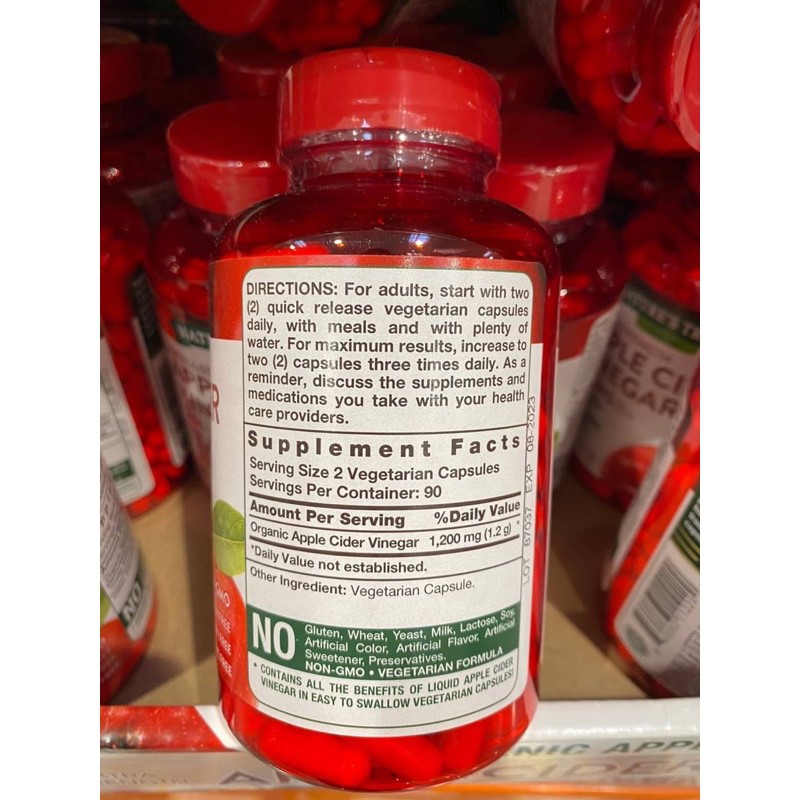 DIRECTIONS: For adults, start with two
(2) quick release vegetarian capsules
daily, with meals and with plenty of
water. For maximum results, increase to
two (2) capsules three times daily. As a
reminder, discuss the supplements and
medications you take with your health
care providers.
Supplement Facts
Serving Size 2 Vegetarian Capsules
Servings Per Container: 90
Amount Per Serving %Daily Value
Organic Apple Cider Vinegar 1,200 mg (1.2 g) *
*Daily Value not established.
Other Ingredient: Vegetarian Capsule.
NO
Gluten, Wheat, Yeast, Milk, Lactose, Soy,
Artificial Color, Artificial Flavor, Artificial
Sweetener, Preservatives.
NON-GMO • VEGETARIAN FORMULA
* CONTAINS ALL THE BENEFITS OF LIQUID APPLE CIDER
VINEGAR IN EASY TO SWALLOW VEGETARIAN CAPSULES!
LOT 87037 EXP 08-2023
NO